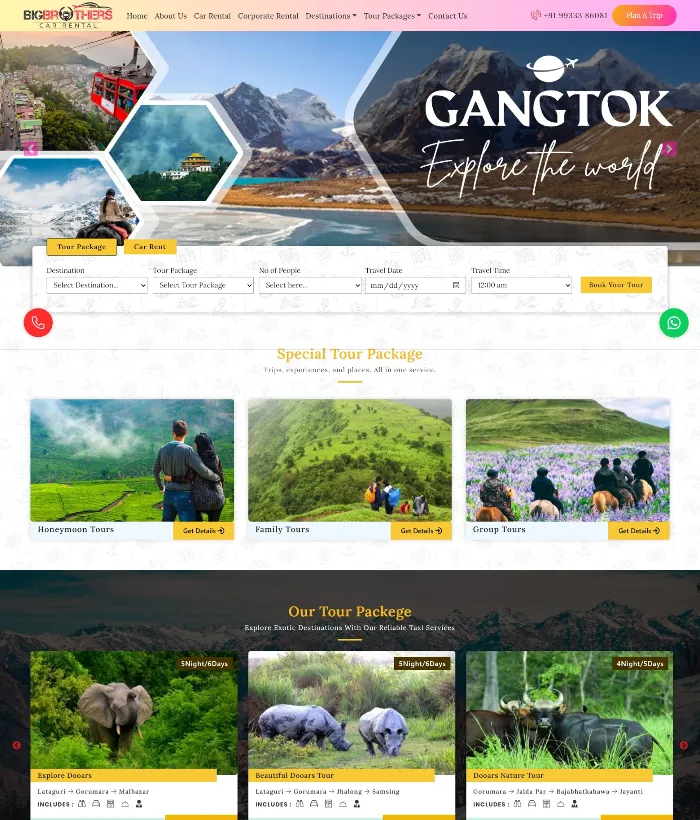 BIGBROTHERS
CAR RENTAL
Home About Us Car Rental Corporate Rental Destinations Tour Packages Contact Us
+91 99333 86081
Plan A Trip
GANGTOK
Explore the world
Tour Package
Car Rent
Destination Tour Package No of People Travel Date Travel Time
Select Destination... Select Tour Package Select here... mm/dd/yyyy 12:00 am
Book Your Tour
Special Tour Package
Trips, experiences, and places. All in one service.
Honeymoon Tours Get Details
Family Tours Get Details
Group Tours Get Details
Our Tour Packege
Explore Exotic Destinations With Our Reliable Taxi Services
5Night/6Days 5Night/6Days 4Night/5Days
Explore Dooars Beautiful Dooars Tour Dooars Nature Tour
Lataguri → Gorumara → Malbazar
Lataguri → Gorumara → Jhalong → Samsing
Gorumara → Jalda Par → Rajabhatkahawa → Jayanti
INCLUDES : INCLUDES : INCLUDES :